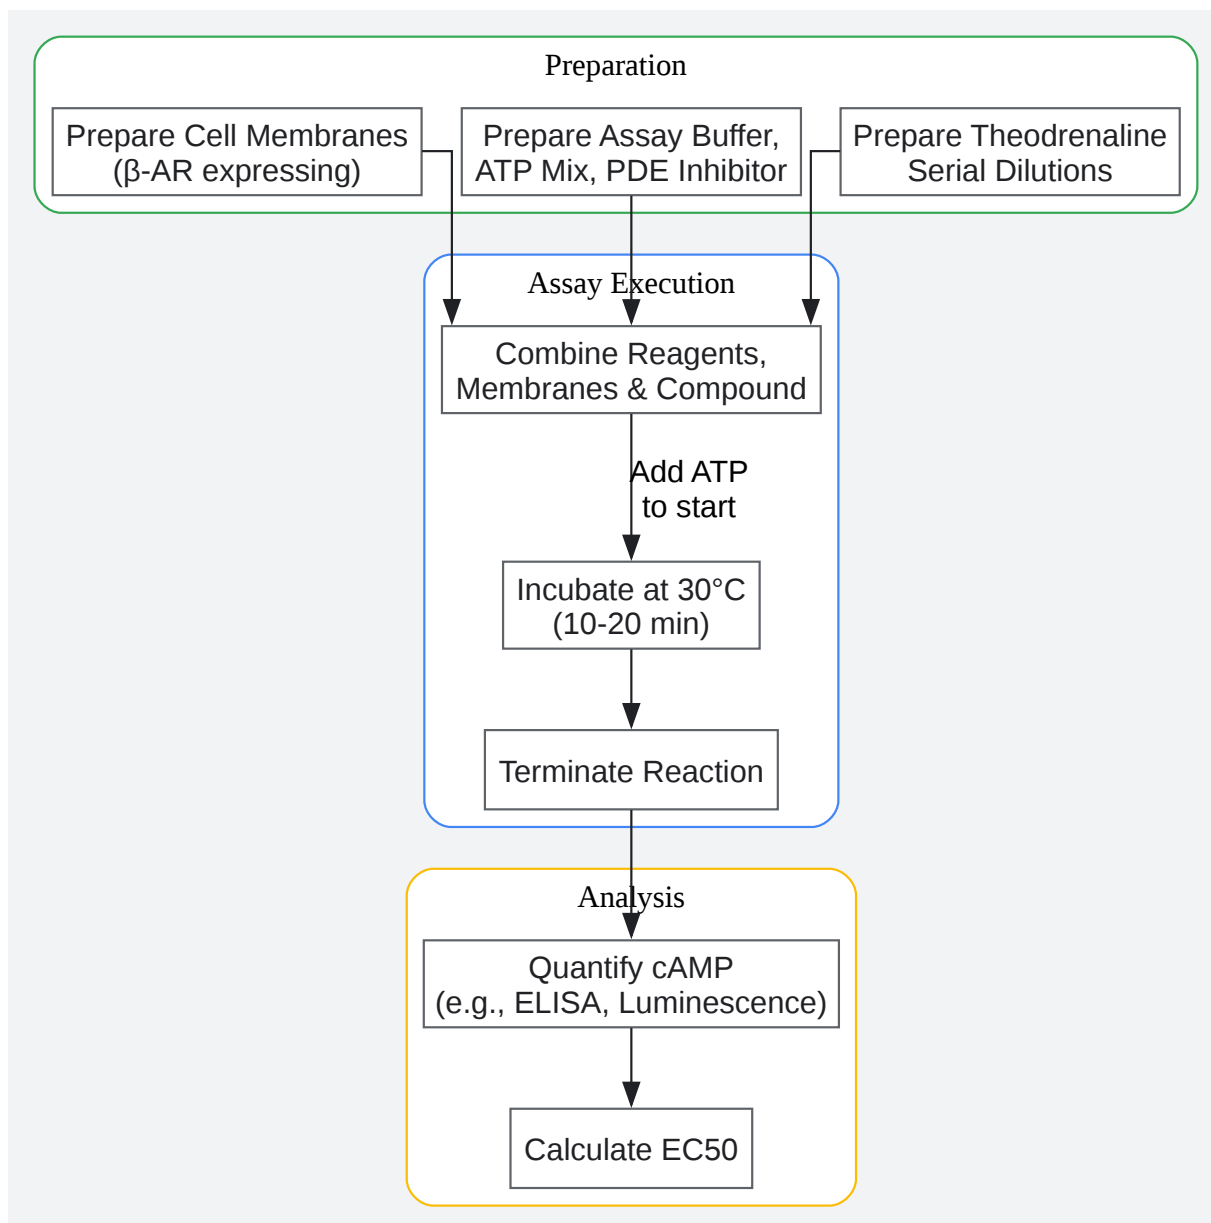 Preparation
Prepare Cell Membranes
(β-AR expressing)
Prepare Assay Buffer,
ATP Mix, PDE Inhibitor
Prepare Theodrenaline
Serial Dilutions
Assay Execution
Combine Reagents,
Membranes & Compound
Add ATP
to start
Incubate at 30°C
(10-20 min)
Terminate Reaction
Analysis
Quantify cAMP
(e.g., ELISA, Luminescence)
Calculate EC50